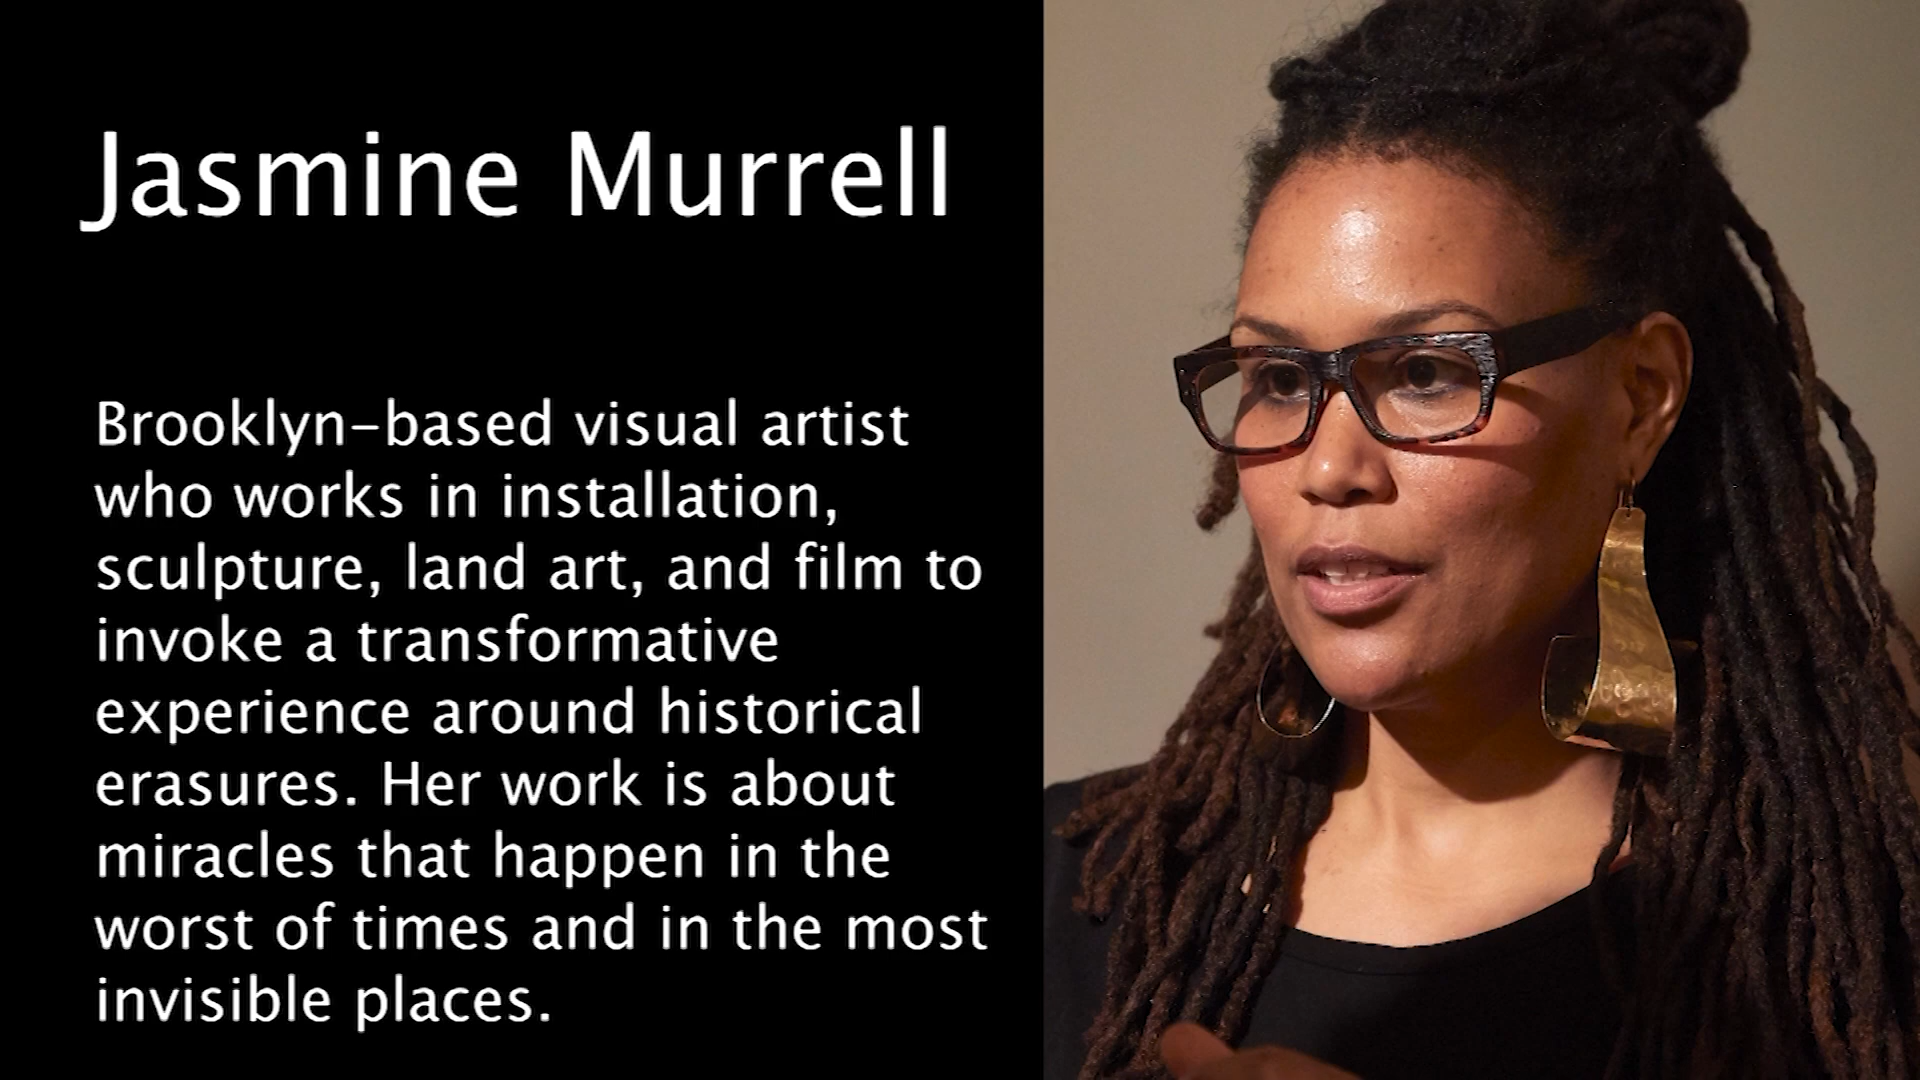 Jasmine Murrell
Brooklyn-based visual artist
who works in installation,
sculpture, land art, and film to
invoke a transformative
experience around historical
erasures. Her work is about
miracles that happen in the
worst of times and in the most
invisible places.